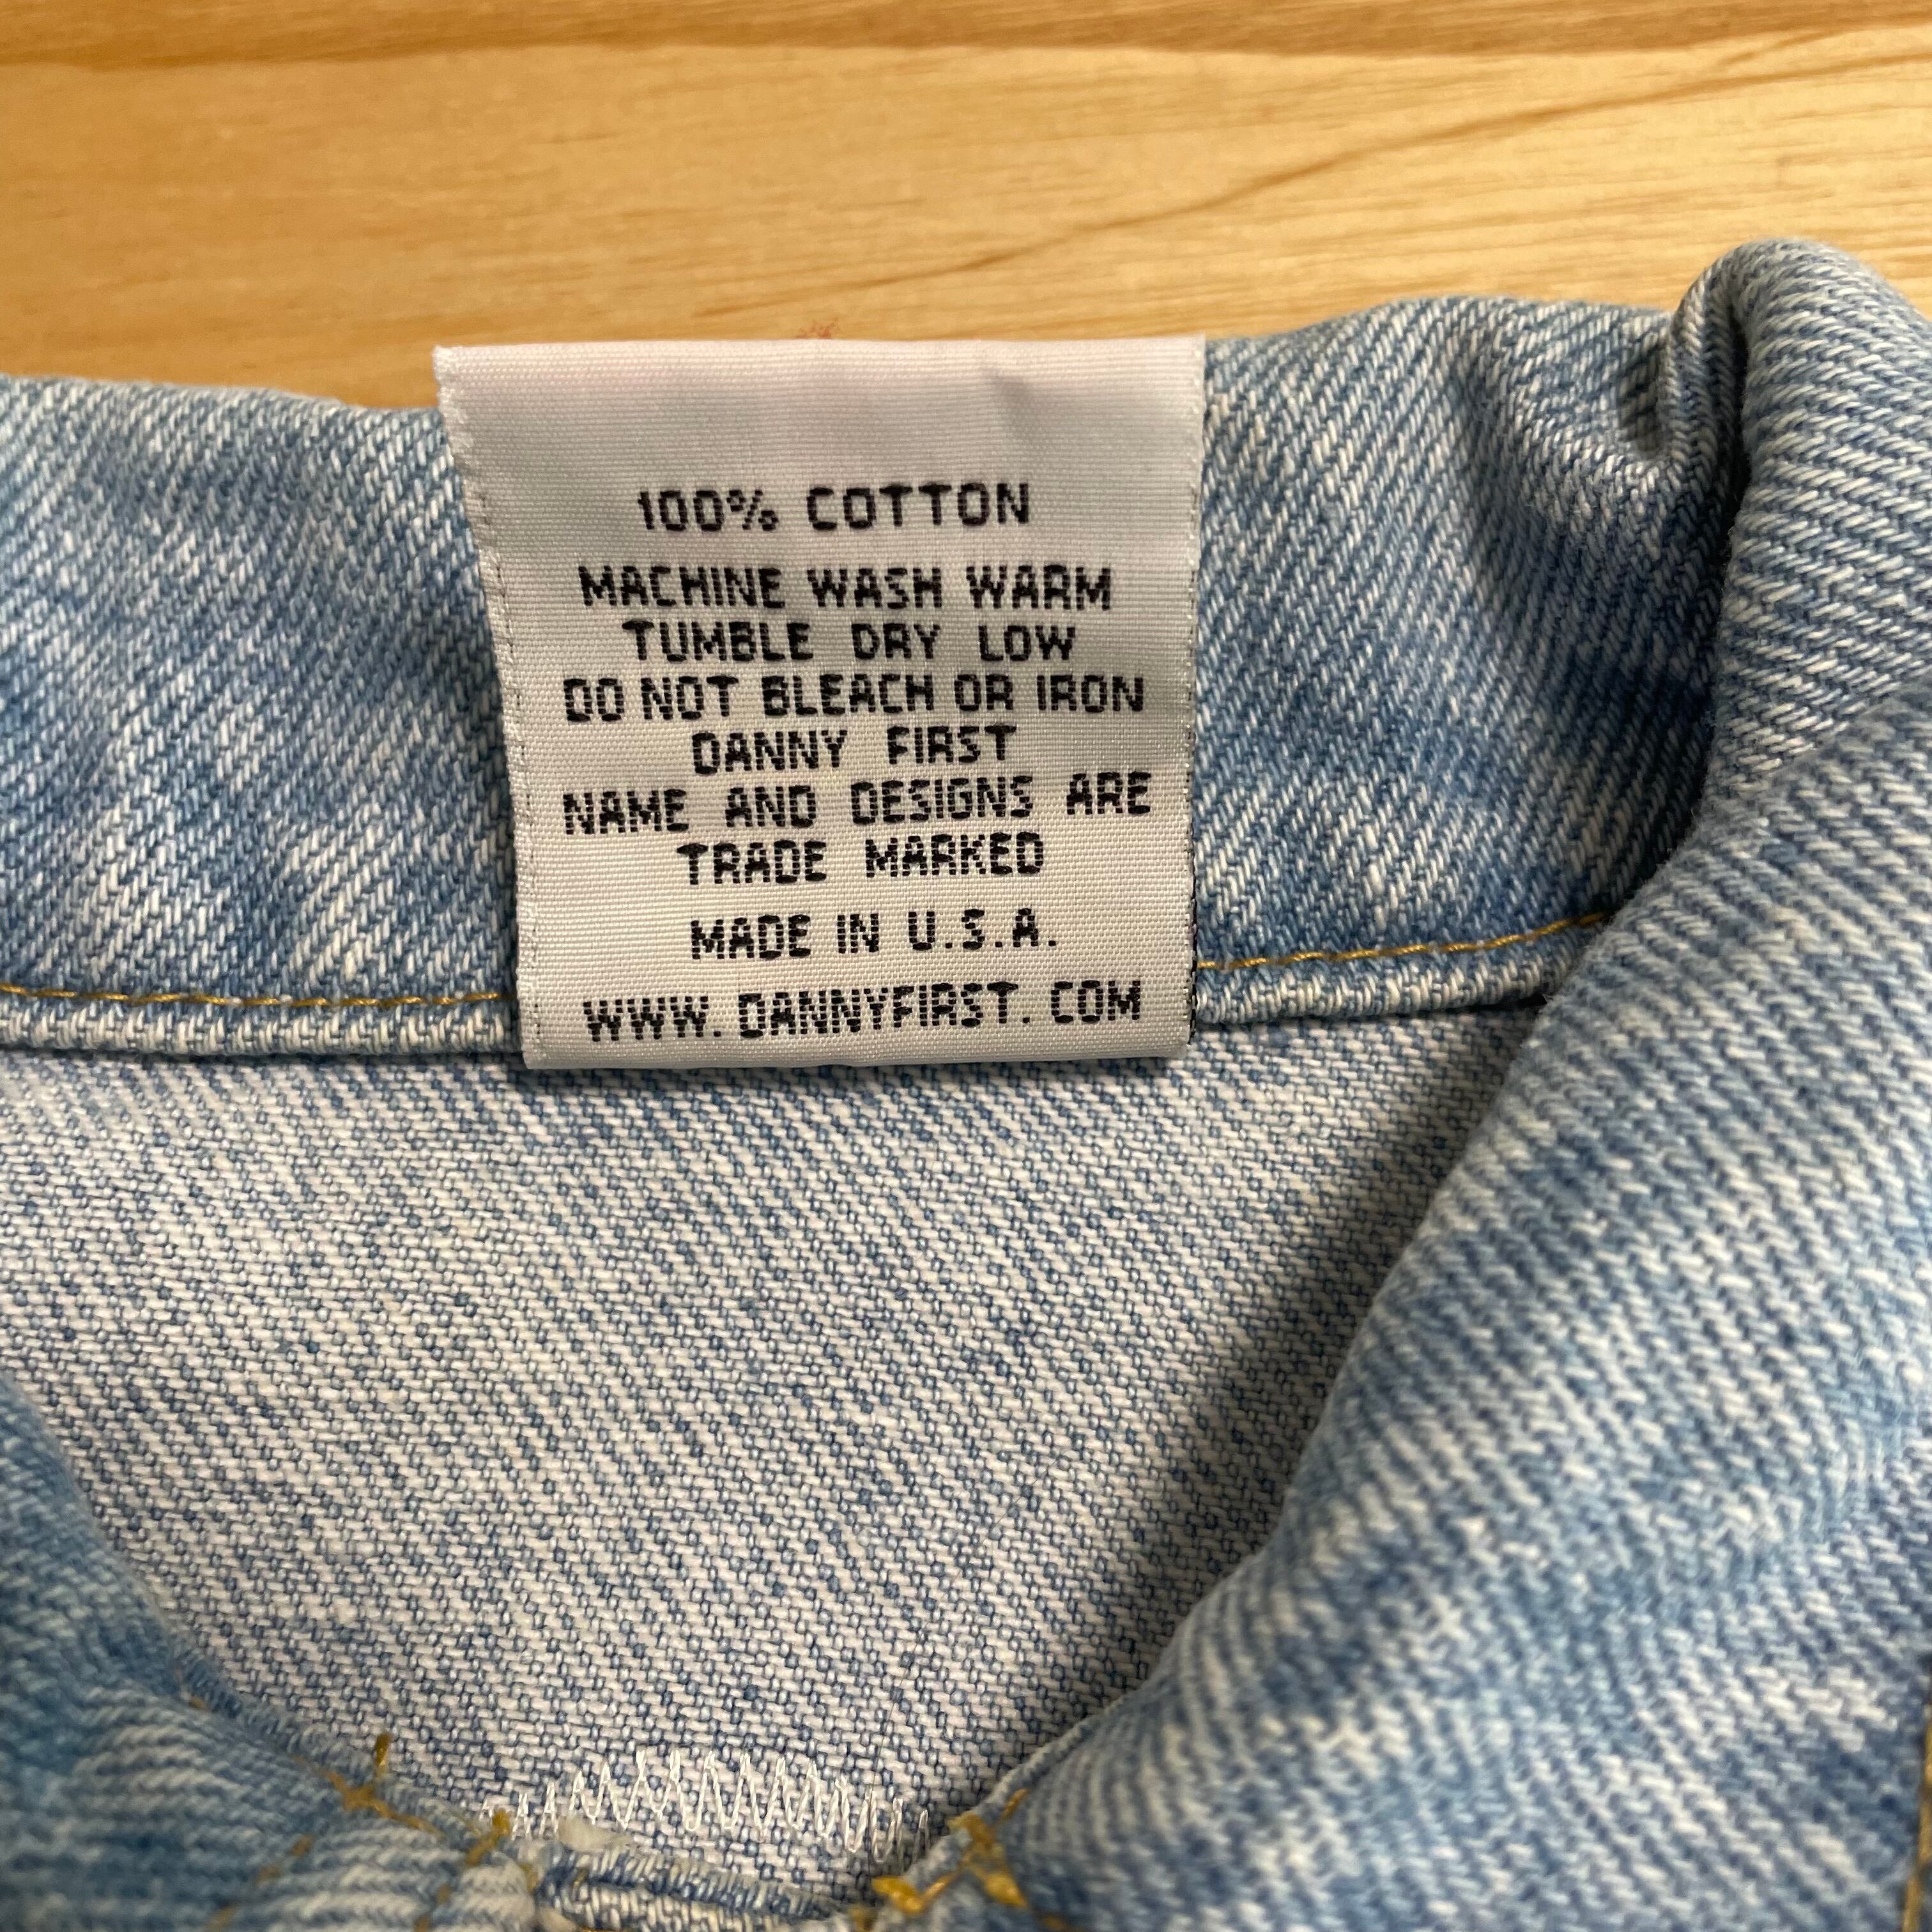 100% COTTON
MACHINE WASH WARM
TUMBLE DRY LOW
DO NOT BLEACH OR IRON
DANNY FIRST
NAME AND DESIGNS ARE
TRADE MARKED
MADE IN U.S.A.
WWW.DANNYFIRST.COM